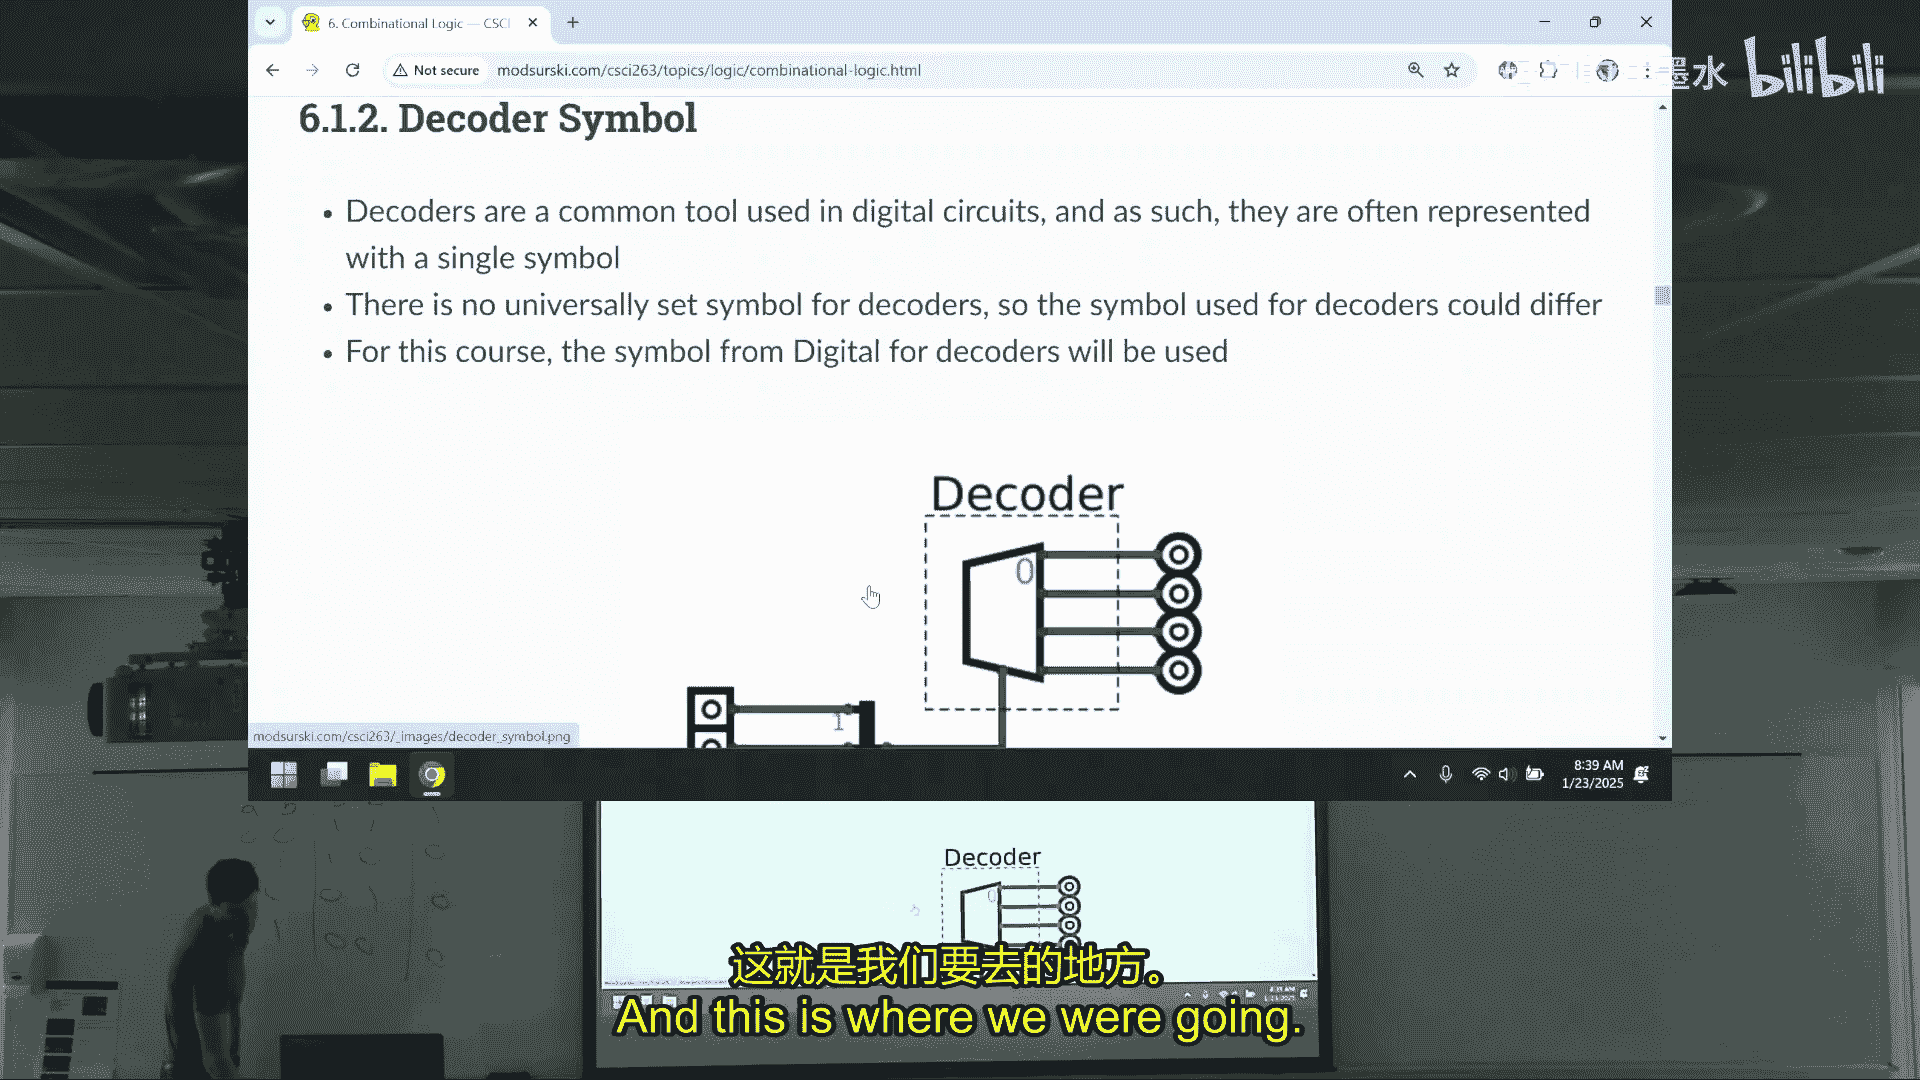 6. Combinational Logic — CSCI
Not secure
modsurski.com/csci263/topics/logic/combinational-logic.html
墨水 bilibili
6.1.2. Decoder Symbol
Decoders are a common tool used in digital circuits, and as such, they are often represented
with a single symbol
There is no universally set symbol for decoders, so the symbol used for decoders could differ
For this course, the symbol from Digital for decoders will be used
Decoder
0
1
modsurski.com/csci263/_images/decoder_symbol.png
8:39 AM
1/23/2025
Decoder
0
这就是我们要去的地方。
And this is where we were going.